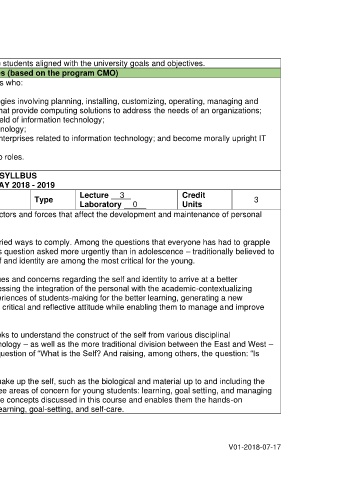 students aligned with the university goals and objectives.
s (based on the program CMO)
s who:
gies involving planning, installing, customizing, operating, managing and
hat provide computing solutions to address the needs of an organizations;
eld of information technology;
nology;
nterprises related to information technology; and become morally upright IT
o roles.
SYLLBUS
AY 2018 - 2019
Type Lecture 3 Credit 3
Laboratory 0 Units
ctors and forces that affect the development and maintenance of personal
ried ways to comply. Among the questions that everyone has had to grapple
s question asked more urgently than in adolescence – traditionally believed to
f and identity are among the most critical for the young.
es and concerns regarding the self and identity to arrive at a better
essing the integration of the personal with the academic-contextualizing
riences of students-making for the better learning, generating a new
critical and reflective attitude while enabling them to manage and improve
ks to understand the construct of the self from various disciplinal
hology – as well as the more traditional division between the East and West –
question of "What is the Self? And raising, among others, the question: "Is
ake up the self, such as the biological and material up to and including the
ee areas of concern for young students: learning, goal setting, and managing
e concepts discussed in this course and enables them the hands-on
earning, goal-setting, and self-care.
V01-2018-07-17